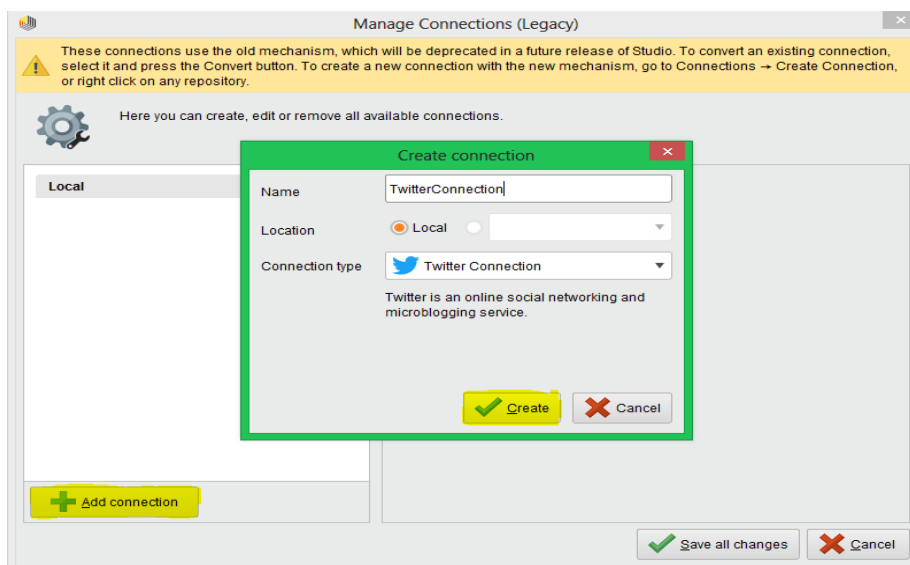 Manage Connections (Legacy)
These connections use the old mechanism, which will be deprecated in a future release of Studio. To convert an existing connection,
select it and press the Convert button. To create a new connection with the new mechanism, go to Connections → Create Connection,
or right click on any repository.
Here you can create, edit or remove all available connections.
Local
Create connection
Name
TwitterConnection
Location
Local
Connection type
Twitter Connection
Twitter is an online social networking and
microblogging service.
Create
Cancel
Add connection
Save all changes
Cancel